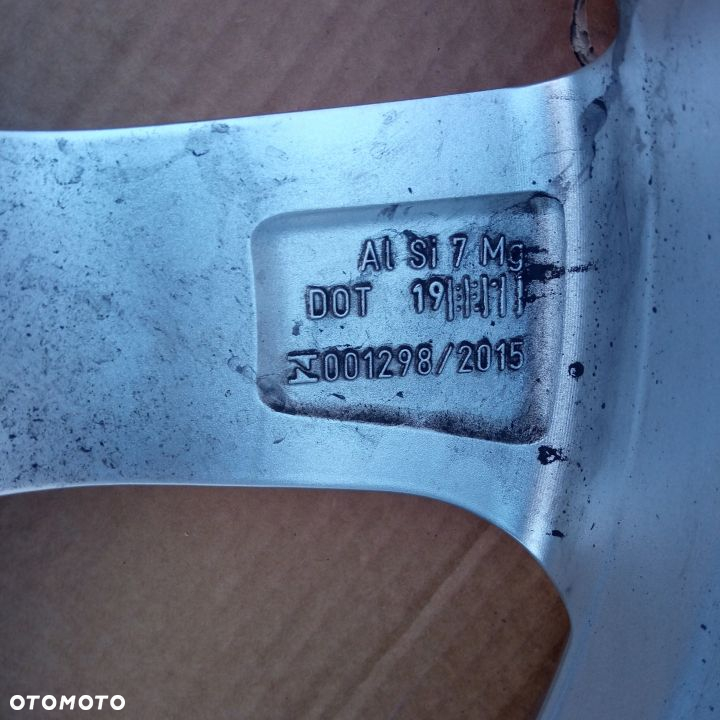 Al Si 7 Mg
DOT 19
001298/2015
OTOMOTO